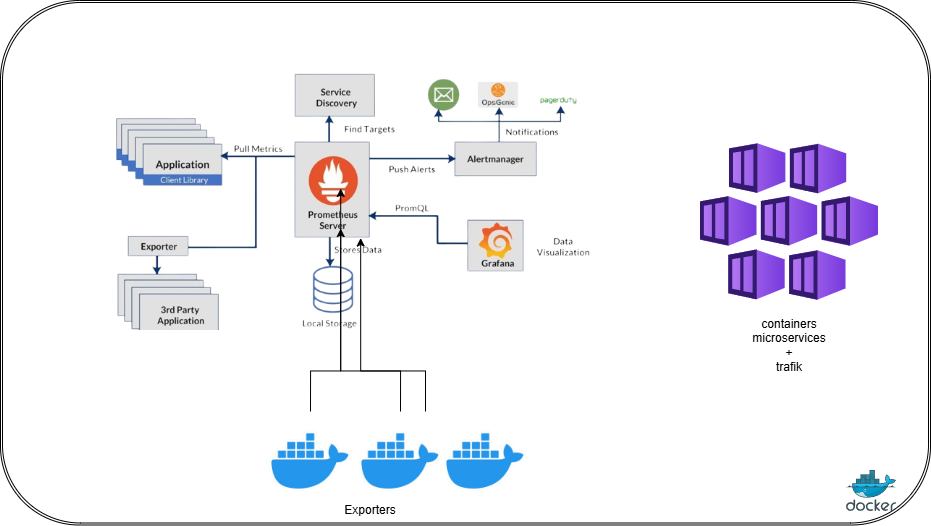 Service
Discovery
Find Targets
OpsGenie
pagerduty
Notifications
Pull Metrics
Application
Client Library
Push Alerts
Alertmanager
Prometheus
Server
PromQL
Exporter
Stores Data
Grafana
Data
Visualization
3rd Party
Application
Local Storage
containers
microservices
+
trafik
Exporters
docker